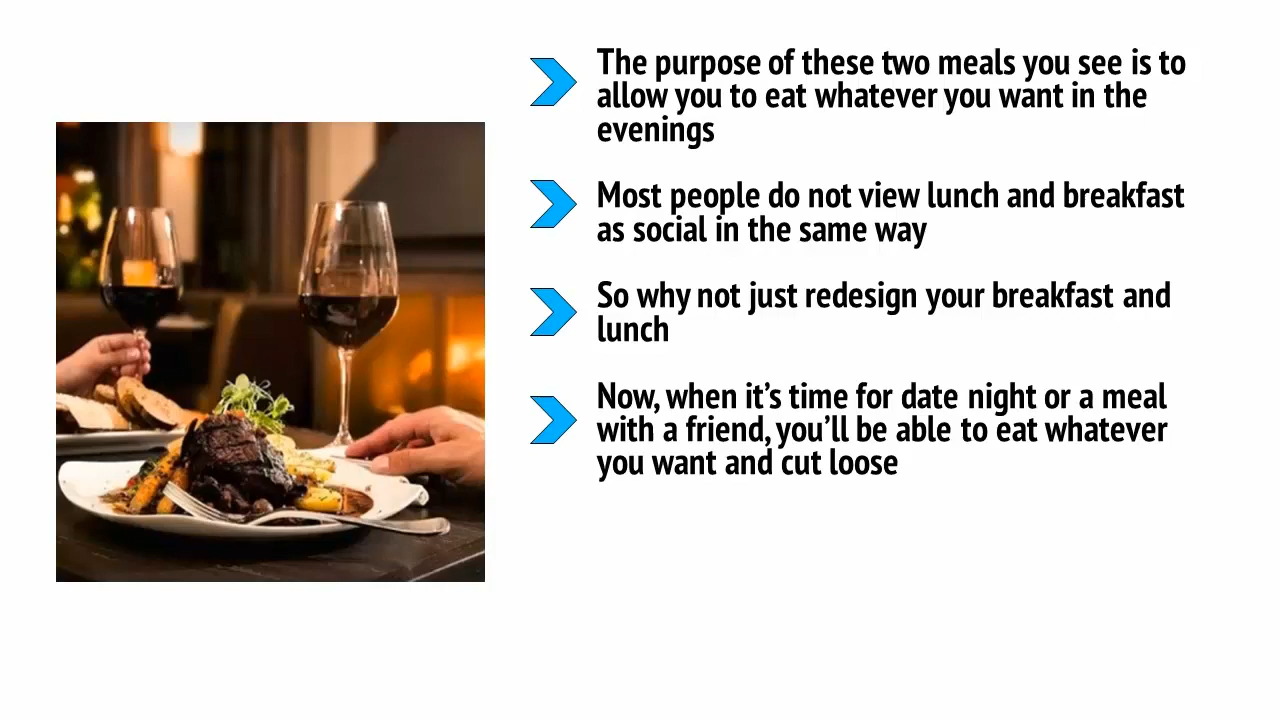 The purpose of these two meals you see is to
allow you to eat whatever you want in the
evenings
Most people do not view lunch and breakfast
as social in the same way
So why not just redesign your breakfast and
lunch
Now, when it’s time for date night or a meal
with a friend, you’ll be able to eat whatever
you want and cut loose